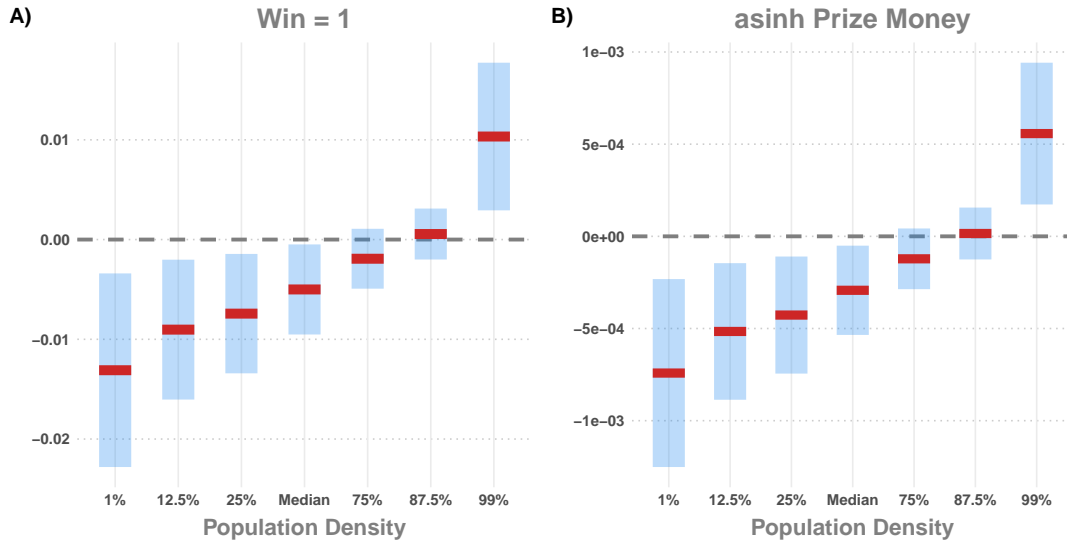 A)
Win = 1
0.01
0.00
−0.01
−0.02
1% 12.5% 25% Median 75% 87.5% 99%
Population Density
B)
asinh Prize Money
1e−03
5e−04
0e+00
−5e−04
−1e−03
1% 12.5% 25% Median 75% 87.5% 99%
Population Density